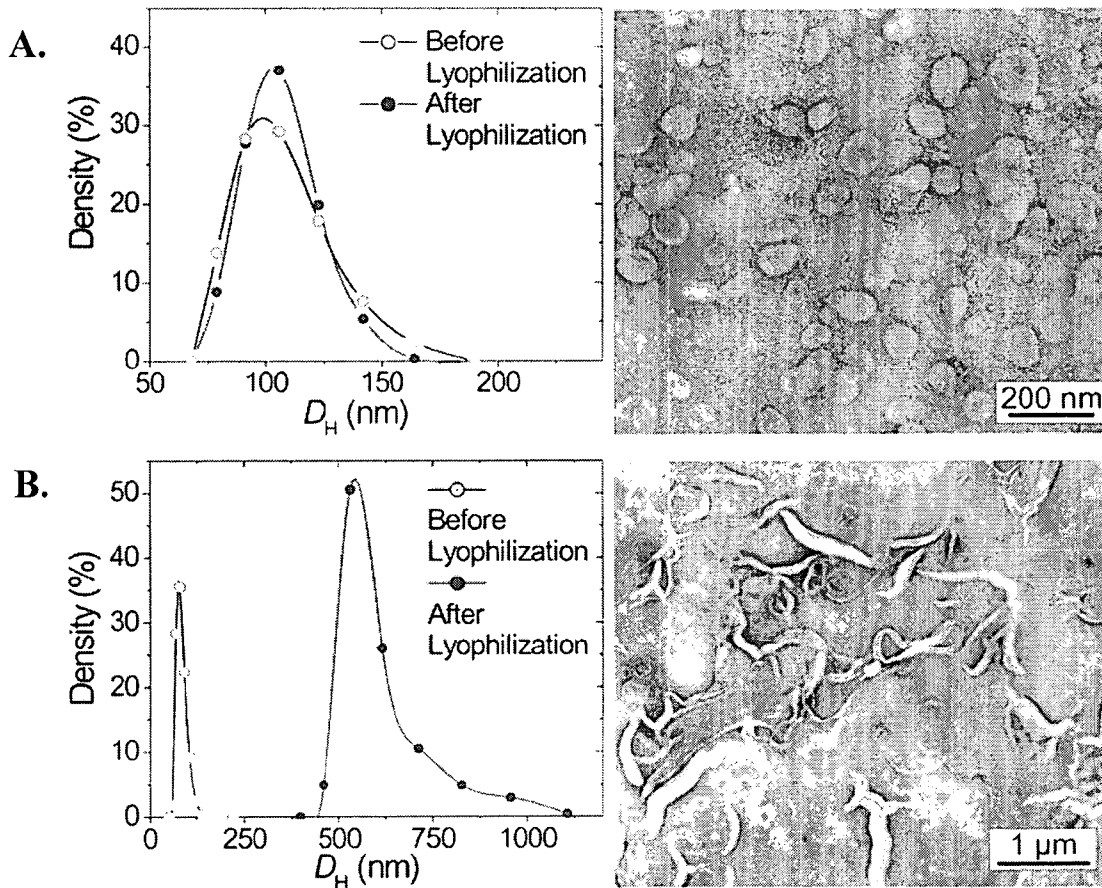 A.
Density (%)
40
30
20
10
0
50
100
150
200
D_H (nm)
Before
Lyophilization
After
Lyophilization
200 nm
B.
Density (%)
50
40
30
20
10
0
0
250
500
750
1000
D_H (nm)
Before
Lyophilization
After
Lyophilization
1 µm